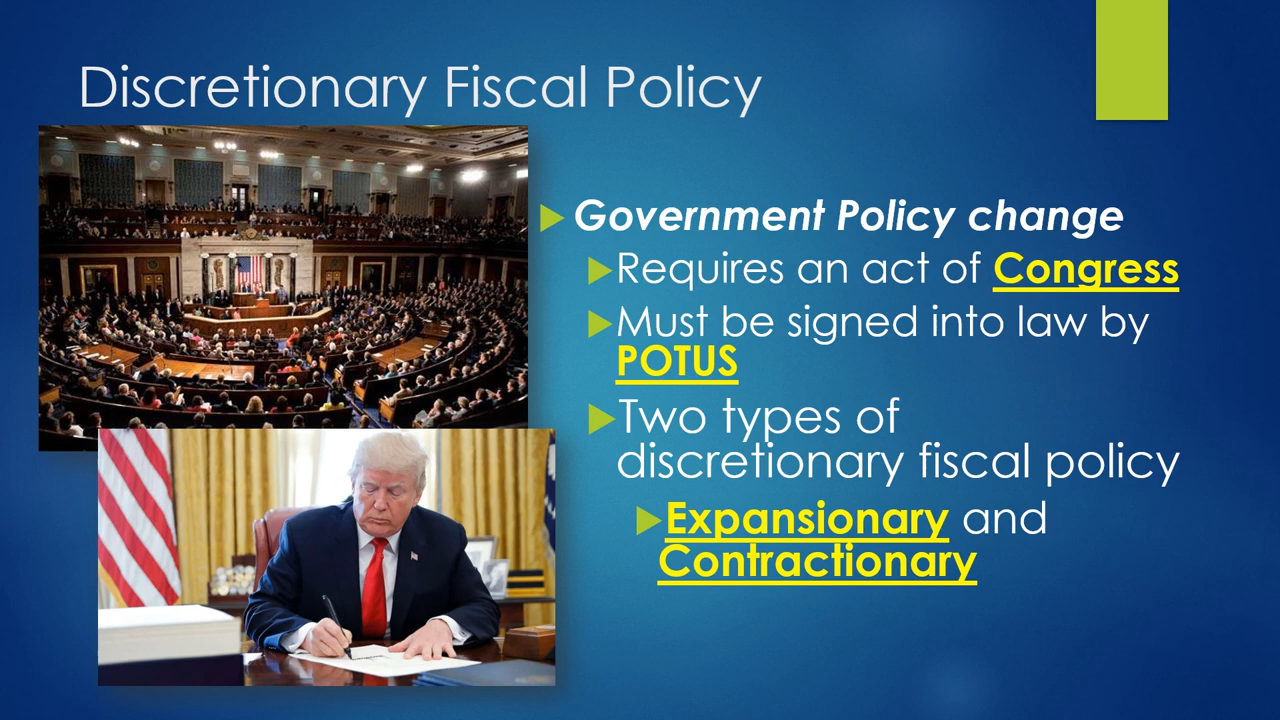 Discretionary Fiscal Policy
Government Policy change
Requires an act of Congress
Must be signed into law by
POTUS
Two types of
discretionary fiscal policy
Expansionary and
Contractionary